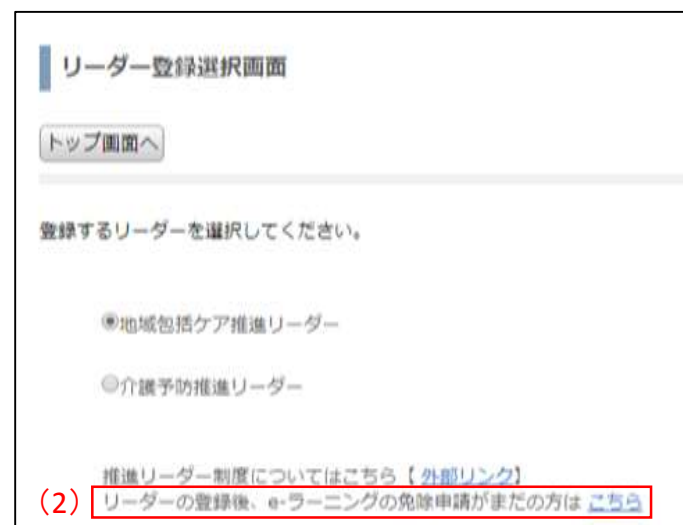 リーダー登録選択画面
トップ画面へ
登録するリーダーを選択してください。
地域包括ケア推進リーダー
介護予防推進リーダー
推進リーダー制度についてはこちら【外部リンク】
(2) リーダーの登録後、e-ラーニングの免除申請がまだの方は こちら